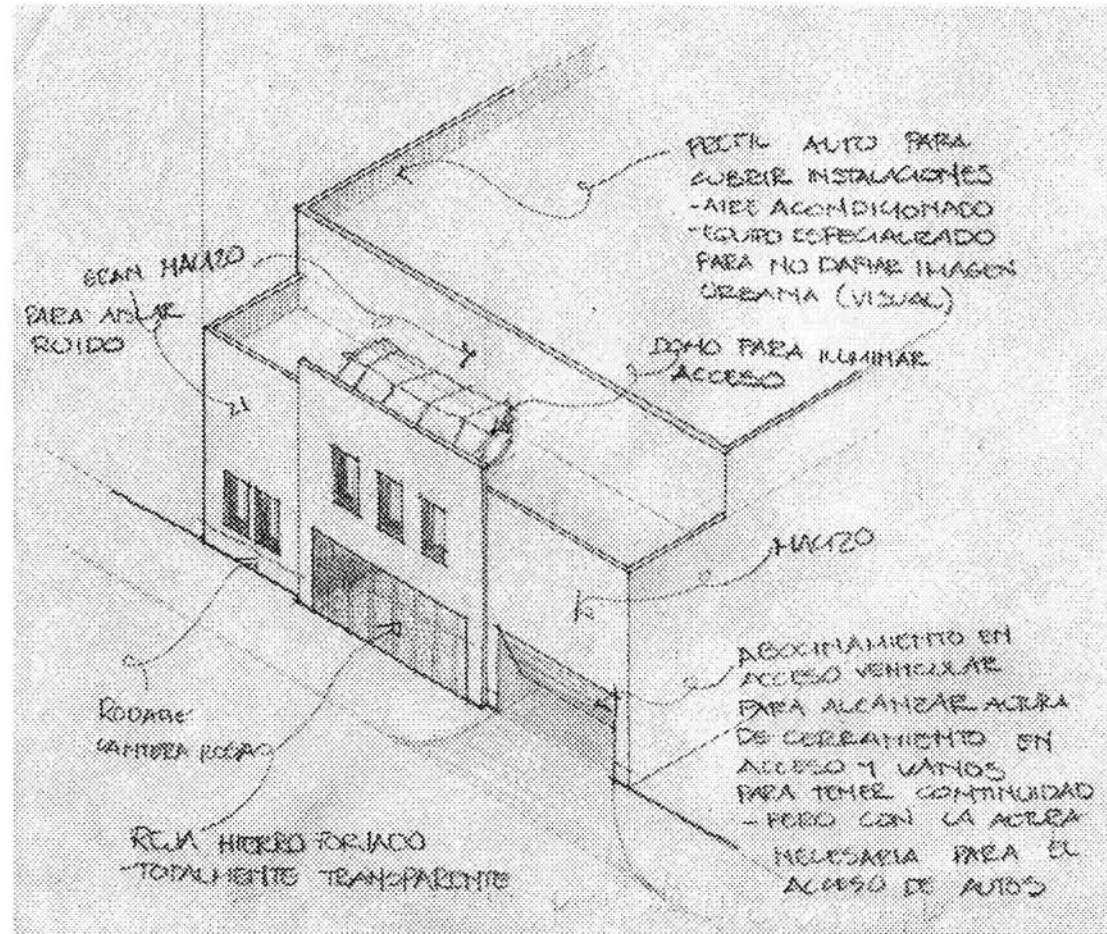 PRETIL ALTO PARA
CUBRIR INSTALACIONES
-AIRE ACONDICIONADO
-EQUIPO ESPECIALIZADO
PARA NO DAÑAR IMAGEN
URBANA (VISUAL)
GRAN MACIZO
PARA AISLAR
RUIDO
DOMO PARA ILUMINAR
ACCESO
MACIZO
ABOCINAMIENTO EN
ACCESO VEHICULAR
PARA ALCANZAR ALTURA
DE CERRAMIENTO EN
ACCESO Y VANOS
PARA TENER CONTINUIDAD
- PERO CON LA ALTURA
NECESARIA PARA EL
ACCESO DE AUTOS
RODAPIE
CANTERA
REJA HIERRO FORJADO
-TOTALMENTE TRANSPARENTE